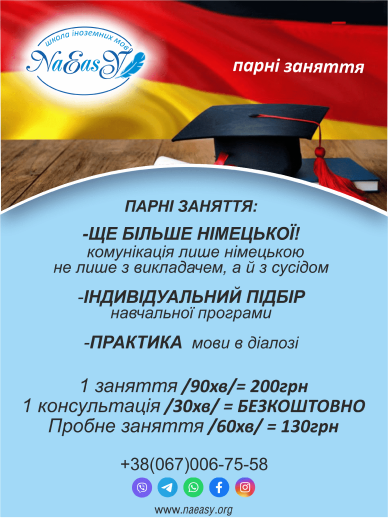 школа іноземних мов
NaEasY
парні заняття
ПАРНІ ЗАНЯТТЯ:
-ЩЕ БІЛЬШЕ НІМЕЦЬКОЇ!
комунікація лише німецькою
не лише з викладачем, а й з сусідом
-ІНДИВІДУАЛЬНИЙ ПІДБІР
навчальної програми
-ПРАКТИКА мови в діалозі
1 заняття /90хв/= 200грн
1 консультація /30хв/ = БЕЗКОШТОВНО
Пробне заняття /60хв/ = 130грн
+38(067)006-75-58
www.naeasy.org